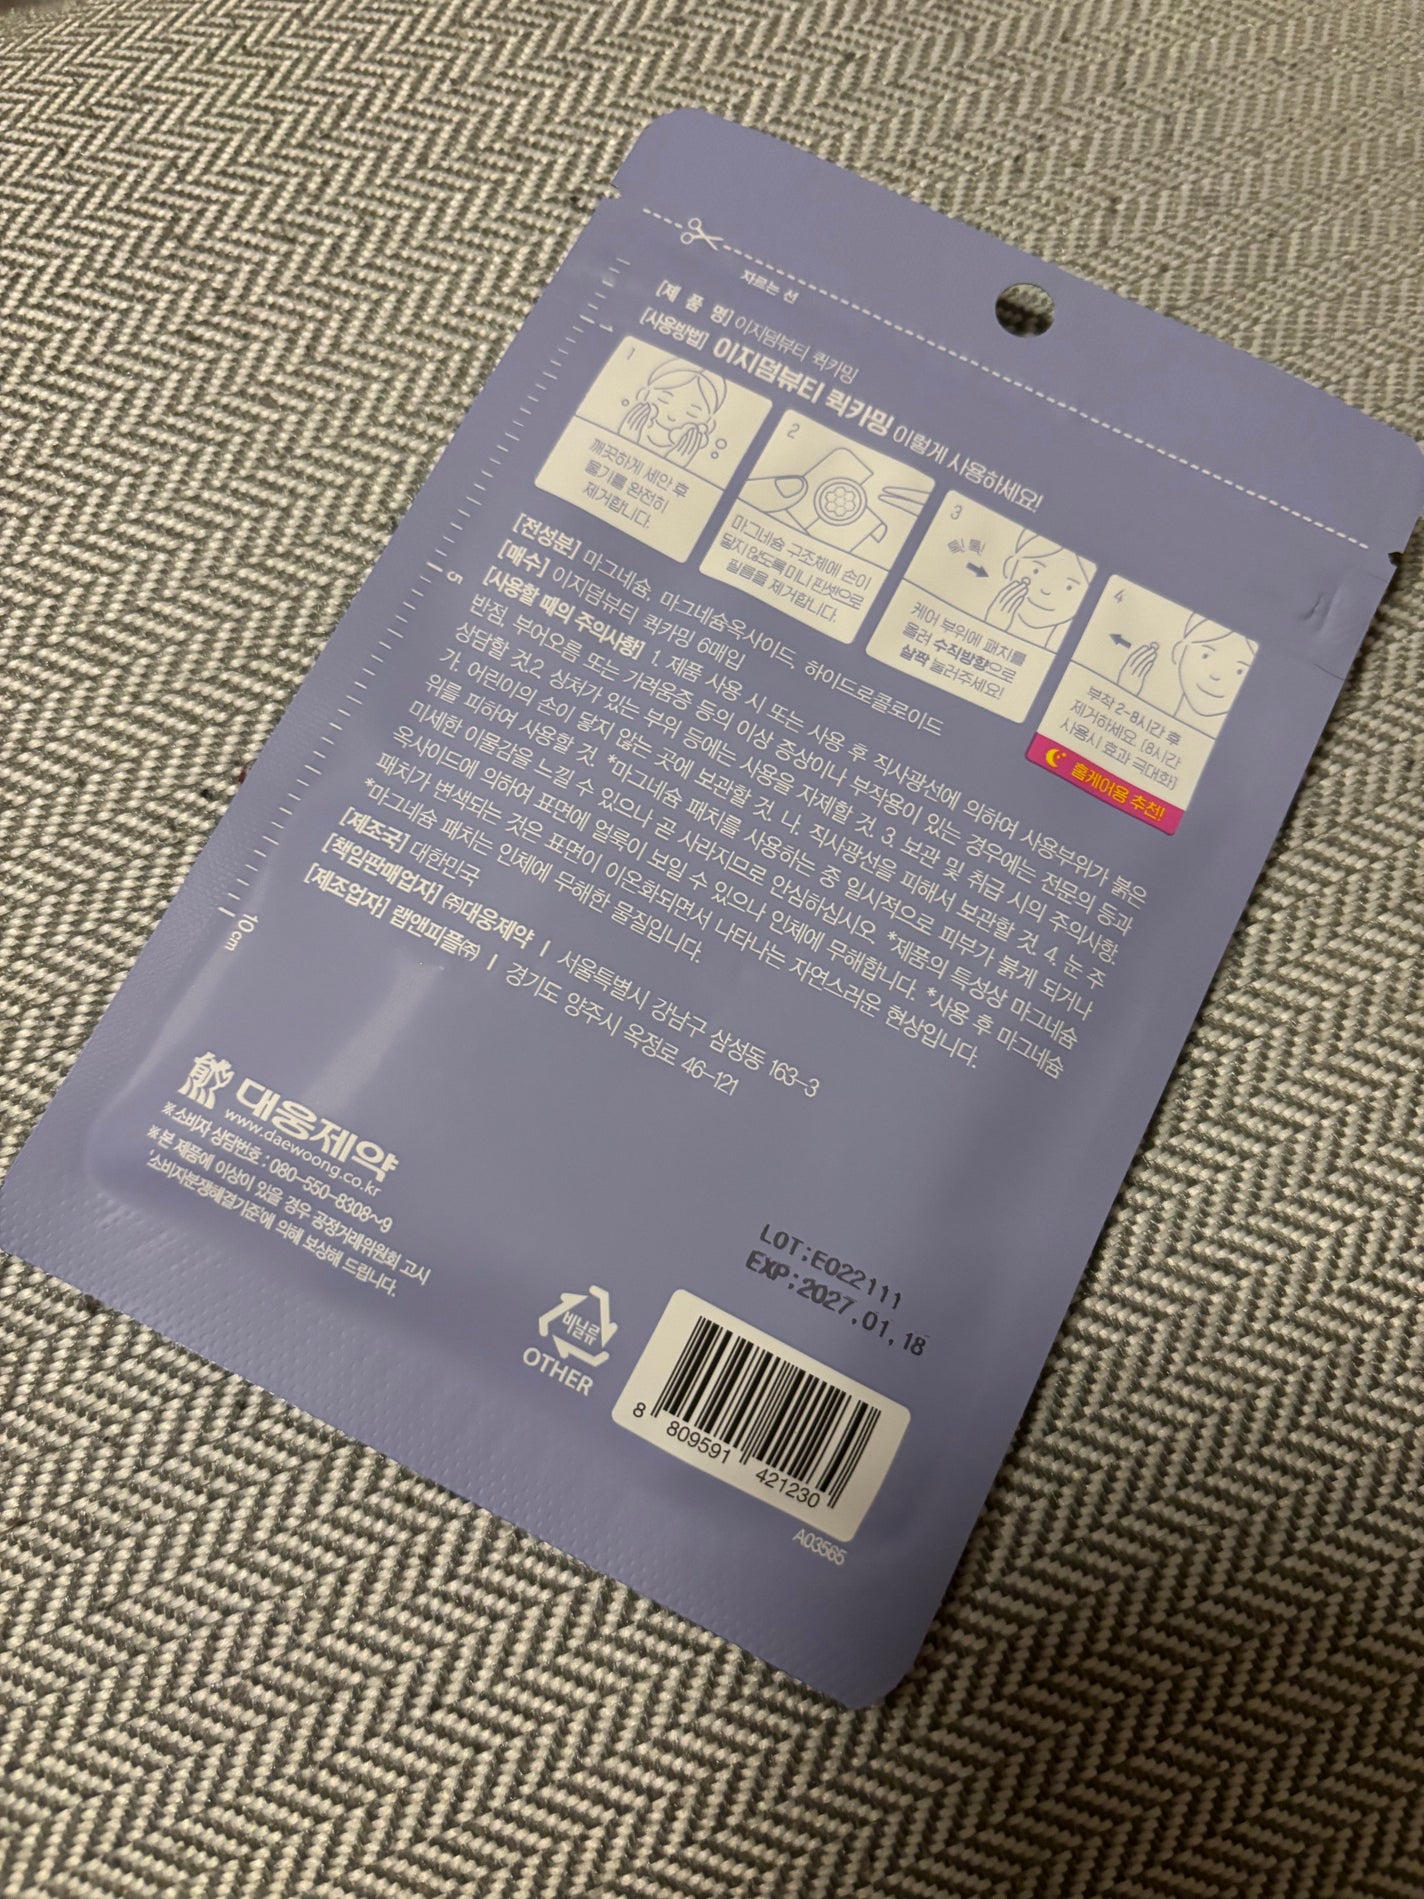 자르는 선
[제 품 명] 이지덤뷰티 퀵카밍
[사용방법] 이지덤뷰티 퀵카밍 이렇게 사용하세요!
1
깨끗하게 세안 후
물기를 완전히
제거합니다.
2
마그네슘 구조체에 손이
닿지 않도록 미니 핀셋으로
필름을 제거합니다.
3
톡! 톡!
케어 부위에 패치를
올려 수직방향으로
살짝 눌러주세요!
4
부착 2-8시간 후
제거하세요. (8시간
사용시 효과 극대화)
홈케어용 추천!
[전성분] 마그네슘, 마그네슘옥사이드, 하이드로콜로이드
[매수] 이지덤뷰티 퀵카밍 6매입
[사용할 때의 주의사항] 1. 제품 사용 시 또는 사용 후 직사광선에 의하여 사용부위가 붉은
반점, 부어오름 또는 가려움증 등의 이상 증상이나 부작용이 있는 경우에는 전문의 등과
상담할 것.2. 상처가 있는 부위 등에는 사용을 자제할 것. 3. 보관 및 취급 시의 주의사항.
가. 어린이의 손이 닿지 않는 곳에 보관할 것. 나. 직사광선을 피해서 보관할 것. 4. 눈 주
위를 피하여 사용할 것 *마그네슘 패치를 사용하는 중 일시적으로 피부가 붉게 되거나
미세한 이물감을 느낄 수 있으나 곧 사라지므로 안심하십시오. *제품의 특성상 마그네슘
옥사이드에 의하여 표면에 얼룩이 보일 수 있으나 인체에 무해합니다. *사용 후 마그네슘
패치가 변색되는 것은 표면이 이온화되면서 나타나는 자연스러운 현상입니다.
*마그네슘 패치는 인체에 무해한 물질입니다.
[제조국] 대한민국
[책임판매업자] ㈜대웅제약 | 서울특별시 강남구 삼성동 163-3
[제조업자] 랩앤피플㈜ | 경기도 양주시 옥정로 46-121
5
10cm
대웅제약
www.daewoong.co.kr
※ 소비자 상담번호 : 080-550-8308~9
※ 본 제품에 이상이 있을 경우 공정거래위원회 고시
'소비자분쟁해결기준'에 의해 보상해 드립니다.
LOT:E022111
EXP:2027.01.18
비닐류
OTHER
8 809591 421230
A03565